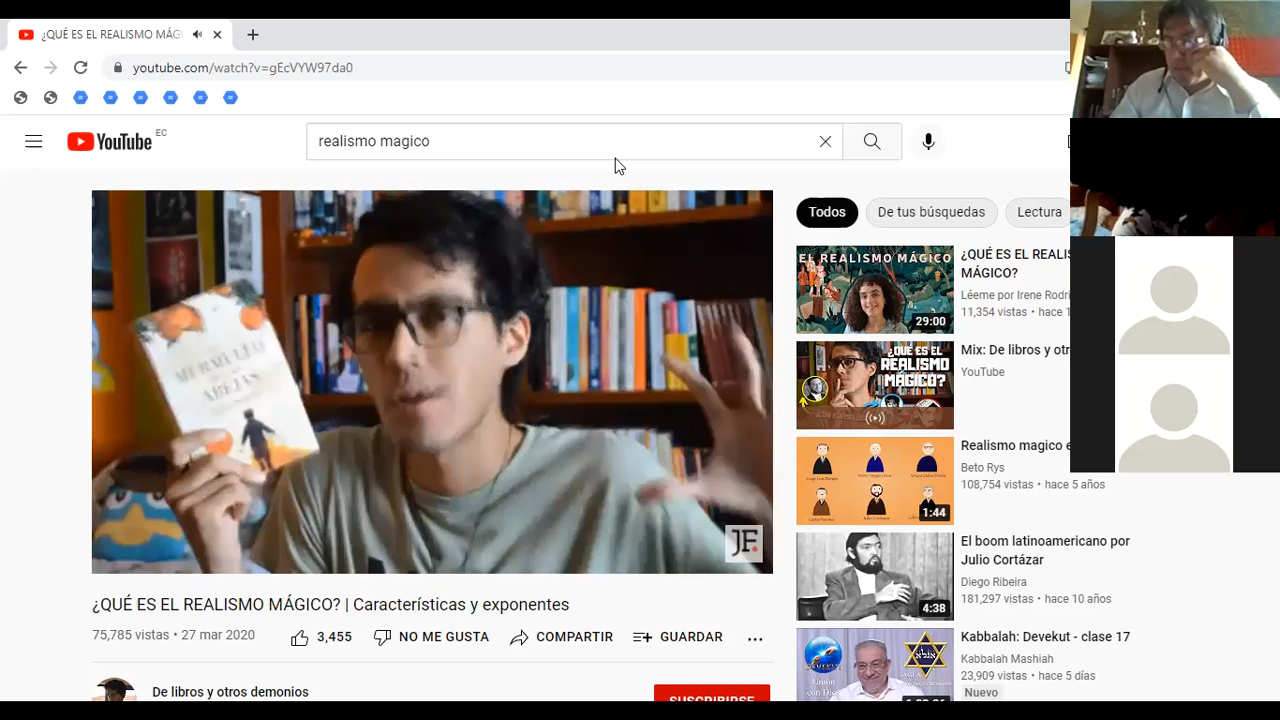 ¿QUÉ ES EL REALISMO MÁGI
youtube.com/watch?v=gEcVYW97da0
YouTube EC
realismo magico
Todos
De tus búsquedas
Lectura
EL REALISMO MÁGICO
29:00
¿QUÉ ES EL REALIS
MÁGICO?
Léeme por Irene Rodrí
11,354 vistas • hace 1
¿QUÉ ES EL
REALISMO
MÁGICO?
Mix: De libros y otr
YouTube
1:44
Realismo magico e
Beto Rys
108,754 vistas • hace 5 años
4:38
El boom latinoamericano por
Julio Cortázar
Diego Ribeira
181,297 vistas • hace 10 años
Unión
con Dios
Kabbalah: Devekut - clase 17
Kabbalah Mashiah
23,909 vistas • hace 5 días
Nuevo
JF.
¿QUÉ ES EL REALISMO MÁGICO? | Características y exponentes
75,785 vistas • 27 mar 2020
3,455
NO ME GUSTA
COMPARTIR
GUARDAR
De libros y otros demonios
SUSCRIBIRSE